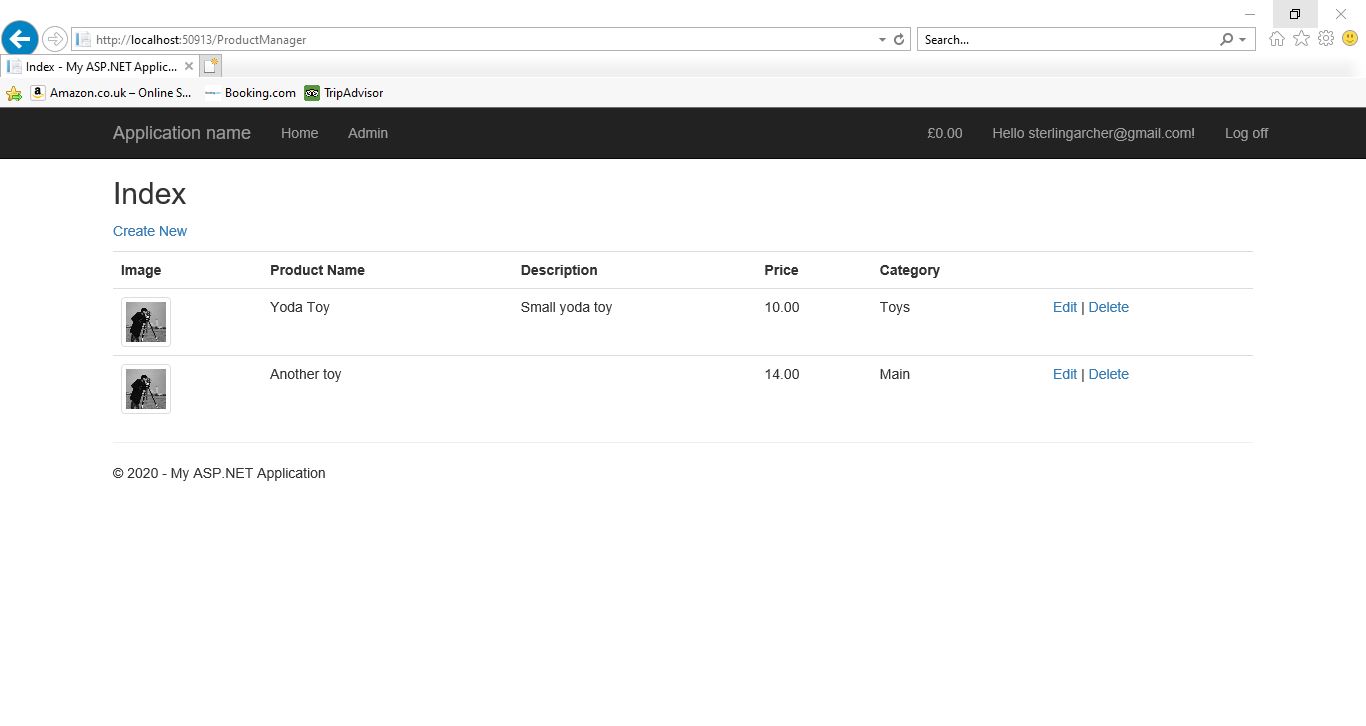 http://localhost:50913/ProductManager
Search...
Index - My ASP.NET Applic...
Amazon.co.uk – Online S... Booking.com TripAdvisor
Application name Home Admin £0.00 Hello sterlingarcher@gmail.com! Log off
Index
Create New
Image Product Name Description Price Category
Yoda Toy Small yoda toy 10.00 Toys Edit | Delete
Another toy 14.00 Main Edit | Delete
© 2020 - My ASP.NET Application